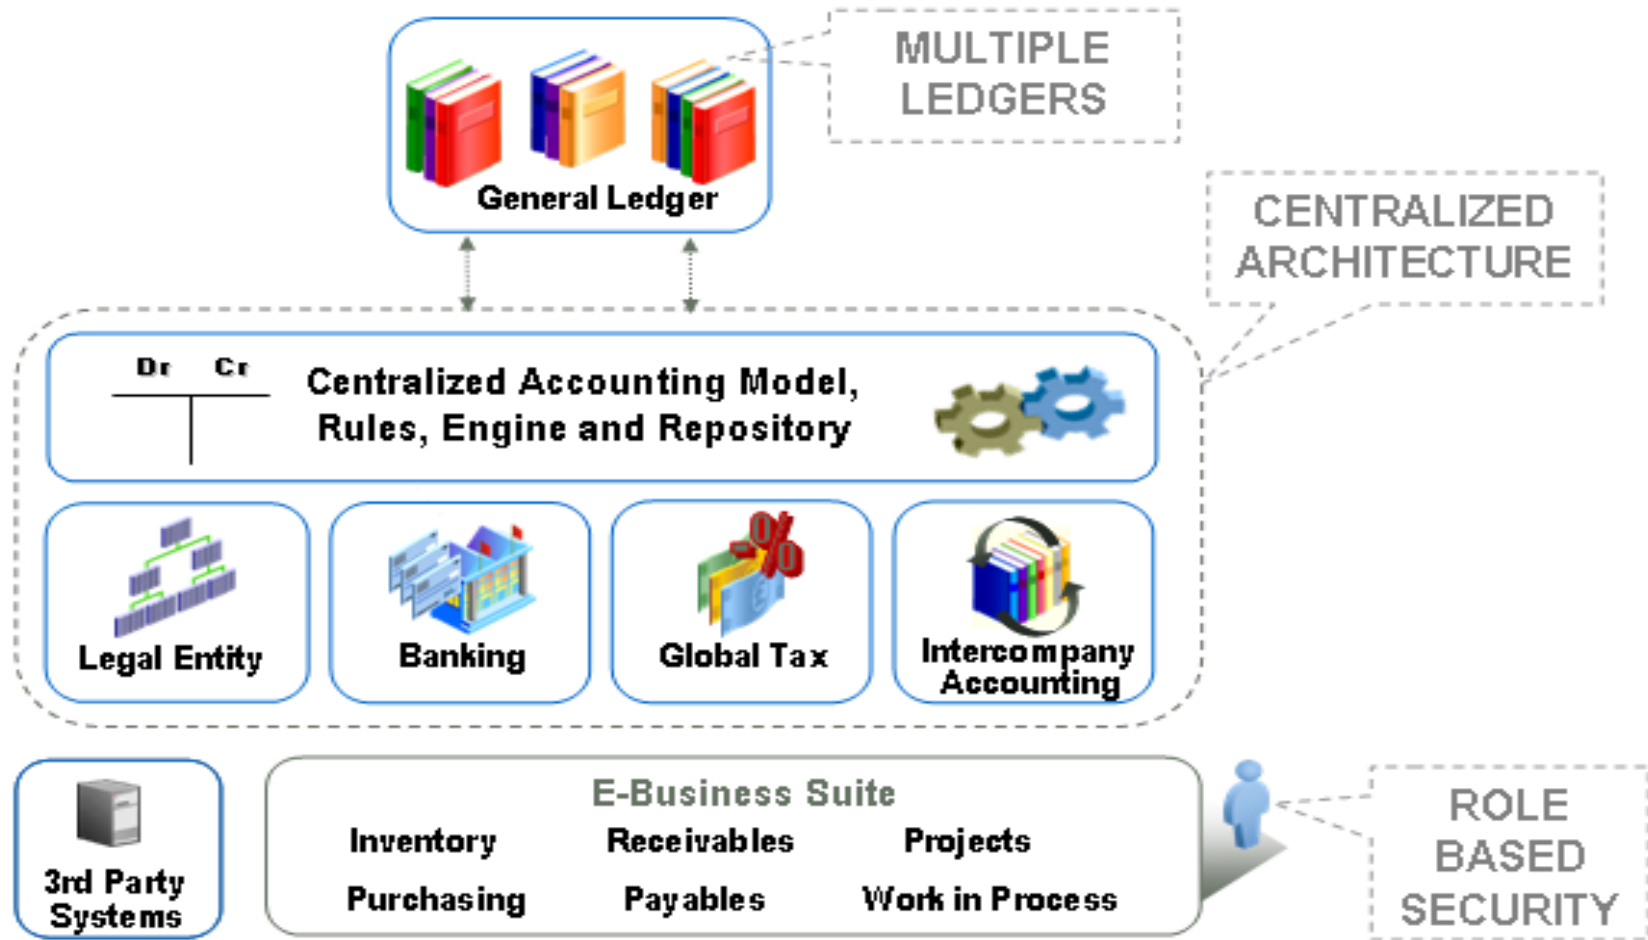 MULTIPLE
LEDGERS
General Ledger
CENTRALIZED
ARCHITECTURE
Dr Cr
Centralized Accounting Model,
Rules, Engine and Repository
Legal Entity
Banking
Global Tax
Intercompany
Accounting
3rd Party
Systems
E-Business Suite
Inventory Receivables Projects
Purchasing Payables Work in Process
ROLE
BASED
SECURITY